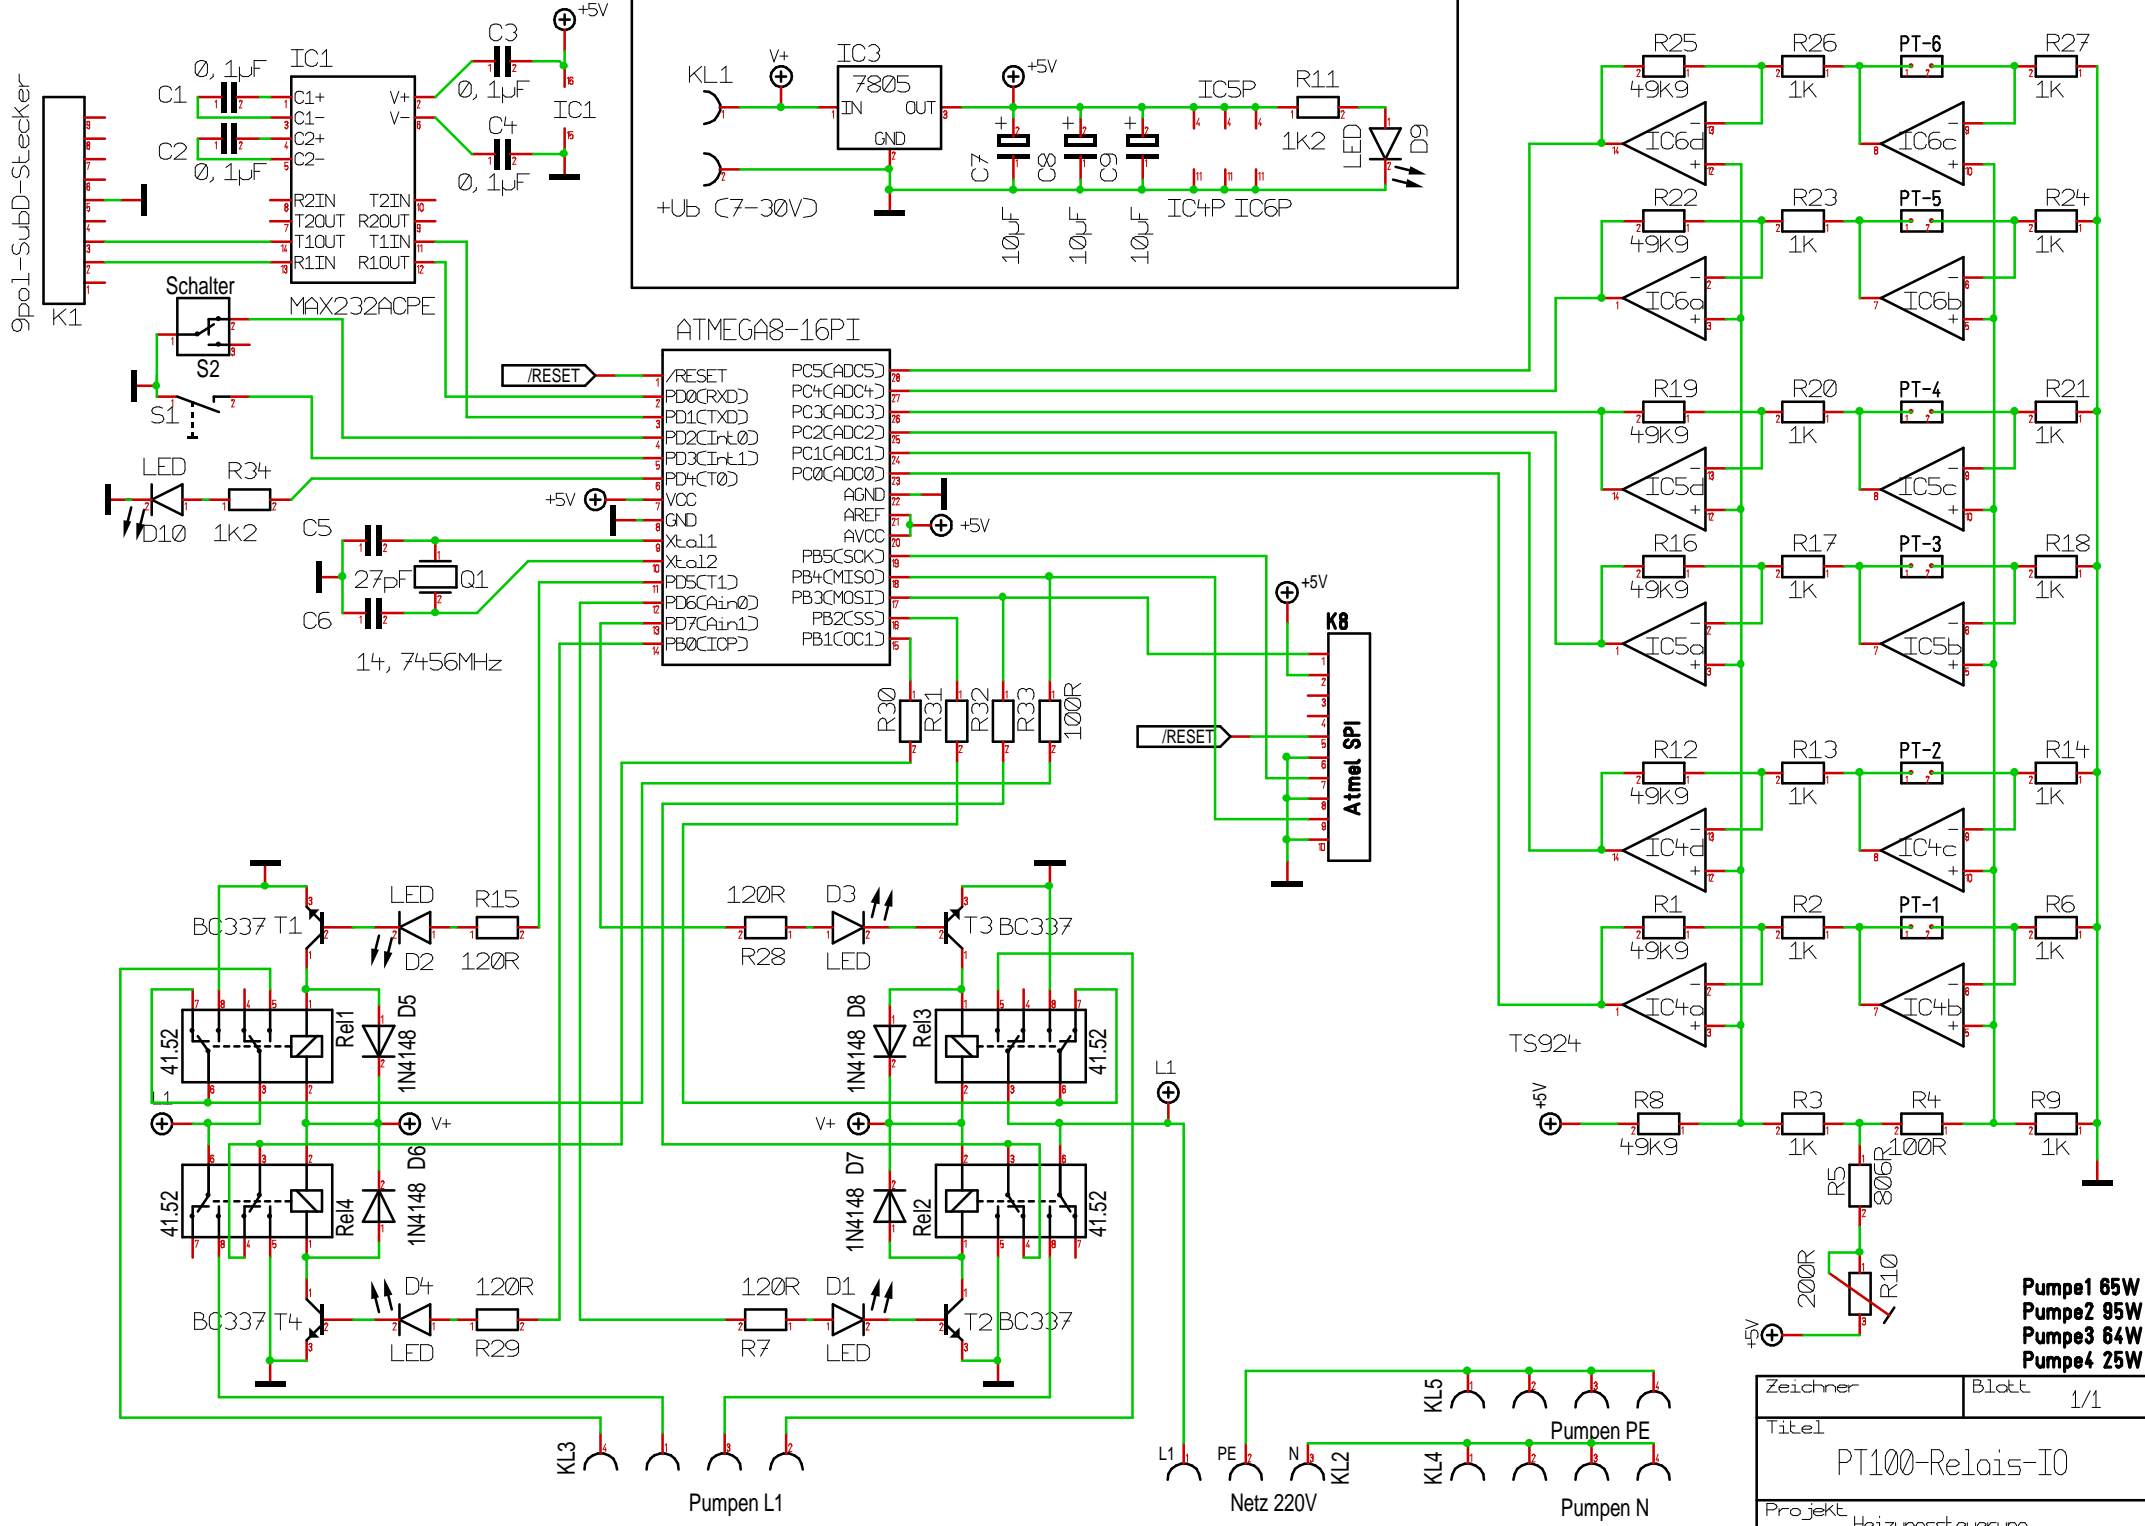 9pol-SubD-Stecker
K1
C1
0,1µF
C2
0,1µF
IC1
C1+
C1-
C2+
C2-
R2IN
T2OUT
T1OUT
R1IN
V+
V-
T2IN
R2OUT
T1IN
R1OUT
MAX232ACPE
C3
0,1µF
C4
0,1µF
+5V
IC1
KL1
V+
IC3
7805
IN
OUT
GND
+Ub (7-30V)
+5V
C7
10µF
C8
10µF
C9
10µF
IC5P
IC4P IC6P
R11
1K2
LED
D9
Schalter
S2
S1
LED
D10
R34
1K2
C5
27pF
C6
Q1
14,7456MHz
/RESET
+5V
ATMEGA8-16PI
/RESET
PD0(RXD)
PD1(TXD)
PD2(Int0)
PD3(Int1)
PD4(T0)
VCC
GND
Xtal1
Xtal2
PD5(T1)
PD6(Ain0)
PD7(Ain1)
PB0(ICP)
PC5(ADC5)
PC4(ADC4)
PC3(ADC3)
PC2(ADC2)
PC1(ADC1)
PC0(ADC0)
AGND
AREF
AVCC
PB5(SCK)
PB4(MISO)
PB3(MOSI)
PB2(SS)
PB1(OC1)
+5V
R30
R31
R32
R33
100R
+5V
K8
Atmel SPI
/RESET
R25
49K9
R26
1K
PT-6
R27
1K
IC6d
IC6c
R22
49K9
R23
1K
PT-5
R24
1K
IC6a
IC6b
R19
49K9
R20
1K
PT-4
R21
1K
IC5d
IC5c
R16
49K9
R17
1K
PT-3
R18
1K
IC5a
IC5b
R12
49K9
R13
1K
PT-2
R14
1K
IC4d
IC4c
R1
49K9
R2
1K
PT-1
R6
1K
IC4a
IC4b
TS924
+5V
R8
49K9
R3
1K
R4
100R
R9
1K
R5
806R
200R
R10
+5V
BC337
T1
LED
D2
R15
120R
120R
R28
D3
LED
T3
BC337
41.52
Rel1
1N4148 D5
1N4148 D8
Rel3
41.52
L1
V+
V+
L1
41.52
Rel4
1N4148 D6
1N4148 D7
Rel2
41.52
BC337
T4
D4
LED
120R
R29
120R
R7
D1
LED
T2
BC337
KL3
Pumpen L1
L1
PE
N
KL2
Netz 220V
KL5
Pumpen PE
KL4
Pumpen N
Pumpe1 65W
Pumpe2 95W
Pumpe3 64W
Pumpe4 25W
Zeichner
Blatt
1/1
Titel
PT100-Relais-IO
Projekt
Heizungssteuerung